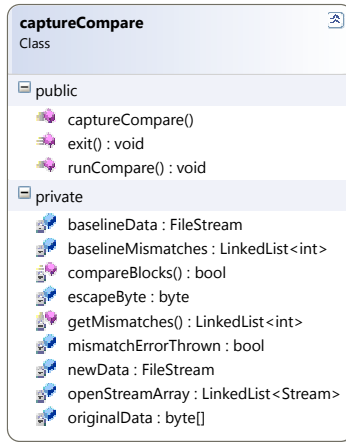 captureCompare
Class
public
captureCompare()
exit() : void
runCompare() : void
private
baselineData : FileStream
baselineMismatches : LinkedList<int>
compareBlocks() : bool
escapeByte : byte
getMismatches() : LinkedList<int>
mismatchErrorThrown : bool
newData : FileStream
openStreamArray : LinkedList<Stream>
originalData : byte[]